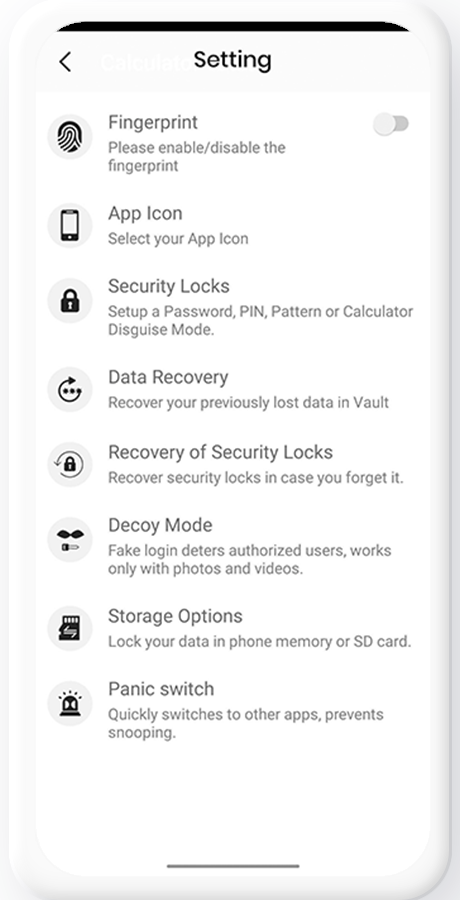 Setting
Fingerprint
Please enable/disable the
fingerprint
App Icon
Select your App Icon
Security Locks
Setup a Password, PIN, Pattern or Calculator
Disguise Mode.
Data Recovery
Recover your previously lost data in Vault
Recovery of Security Locks
Recover security locks in case you forget it.
Decoy Mode
Fake login deters authorized users, works
only with photos and videos.
Storage Options
Lock your data in phone memory or SD card.
Panic switch
Quickly switches to other apps, prevents
snooping.